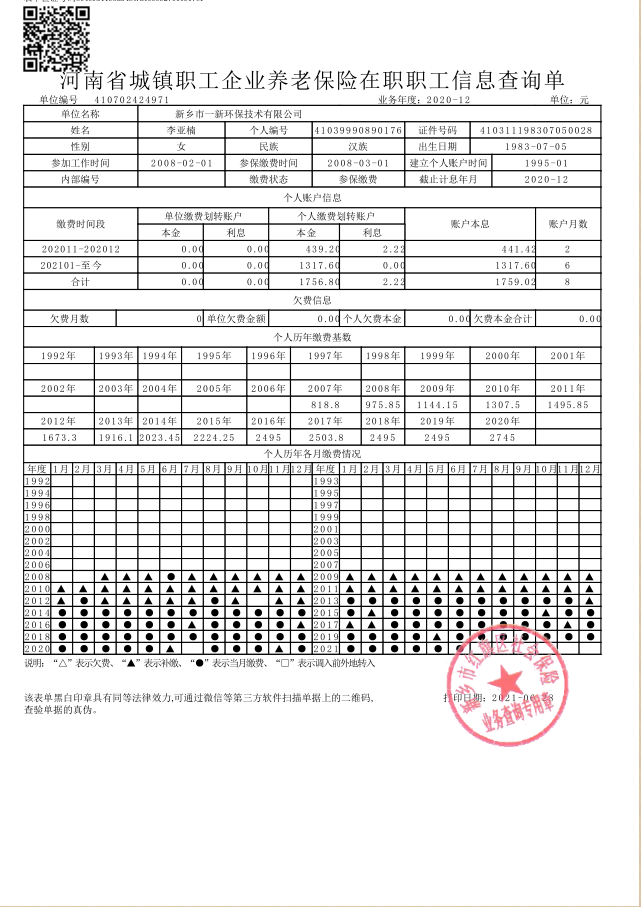 河南省城镇职工企业养老保险在职职工信息查询单
单位编号 410702424971 业务年度：2020-12 单位：元
单位名称 新乡市一新环保技术有限公司
姓名 李亚楠 个人编号 41039990890176 证件号码 410311198307050028
性别 女 民族 汉族 出生日期 1983-07-05
参加工作时间 2008-02-01 参保缴费时间 2008-03-01 建立个人账户时间 1995-01
内部编号 缴费状态 参保缴费 截止计息年月 2020-12
个人账户信息
缴费时间段 单位缴费划转账户 个人缴费划转账户 账户本息 账户月数
本金 利息 本金 利息
202011-202012 0.00 0.00 439.20 2.22 441.42 2
202101-至今 0.00 0.00 1317.60 0.00 1317.60 6
合计 0.00 0.00 1756.80 2.22 1759.02 8
欠费信息
欠费月数 0 单位欠费金额 0.00 个人欠费本金 0.00 欠费本金合计 0.00
个人历年缴费基数
1992年 1993年 1994年 1995年 1996年 1997年 1998年 1999年 2000年 2001年
2002年 2003年 2004年 2005年 2006年 2007年 2008年 2009年 2010年 2011年
818.8 975.85 1144.15 1307.5 1495.85
2012年 2013年 2014年 2015年 2016年 2017年 2018年 2019年 2020年
1673.3 1916.1 2023.45 2224.25 2495 2503.8 2495 2495 2745
个人历年各月缴费情况
年度 1月 2月 3月 4月 5月 6月 7月 8月 9月 10月 11月 12月 年度 1月 2月 3月 4月 5月 6月 7月 8月 9月 10月 11月 12月
1992 1993
1994 1995
1996 1997
1998 1999
2000 2001
2002 2003
2004 2005
2006 2007
2008 ▲ ▲ ▲ ● ▲ ▲ ▲ ▲ ▲ ▲ 2009 ▲ ▲ ▲ ▲ ▲ ▲ ▲ ▲ ▲ ▲ ▲ ▲
2010 2011
2012 2013
2014 2015
2016 2017
2018 2019
2020 2021
说明：“△”表示欠费、“▲”表示补缴、“●”表示当月缴费、“□”表示调入前外地转入
该表单黑白印章具有同等法律效力,可通过微信等第三方软件扫描单据上的二维码,
查验单据的真伪。
打印日期：2021-0
新乡市红旗区社会保险
业务查询专用章